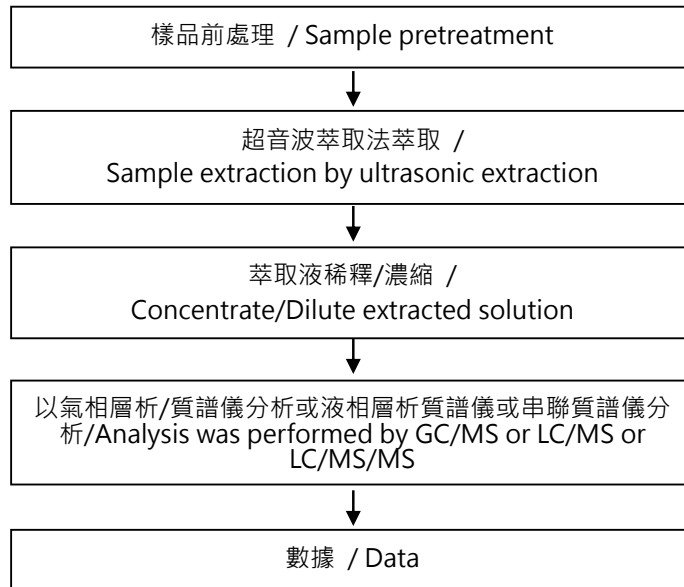 樣品前處理 / Sample pretreatment
超音波萃取法萃取 /
Sample extraction by ultrasonic extraction
萃取液稀釋/濃縮 /
Concentrate/Dilute extracted solution
以氣相層析/質譜儀分析或液相層析質譜儀或串聯質譜儀分
析/Analysis was performed by GC/MS or LC/MS or
LC/MS/MS
數據 / Data